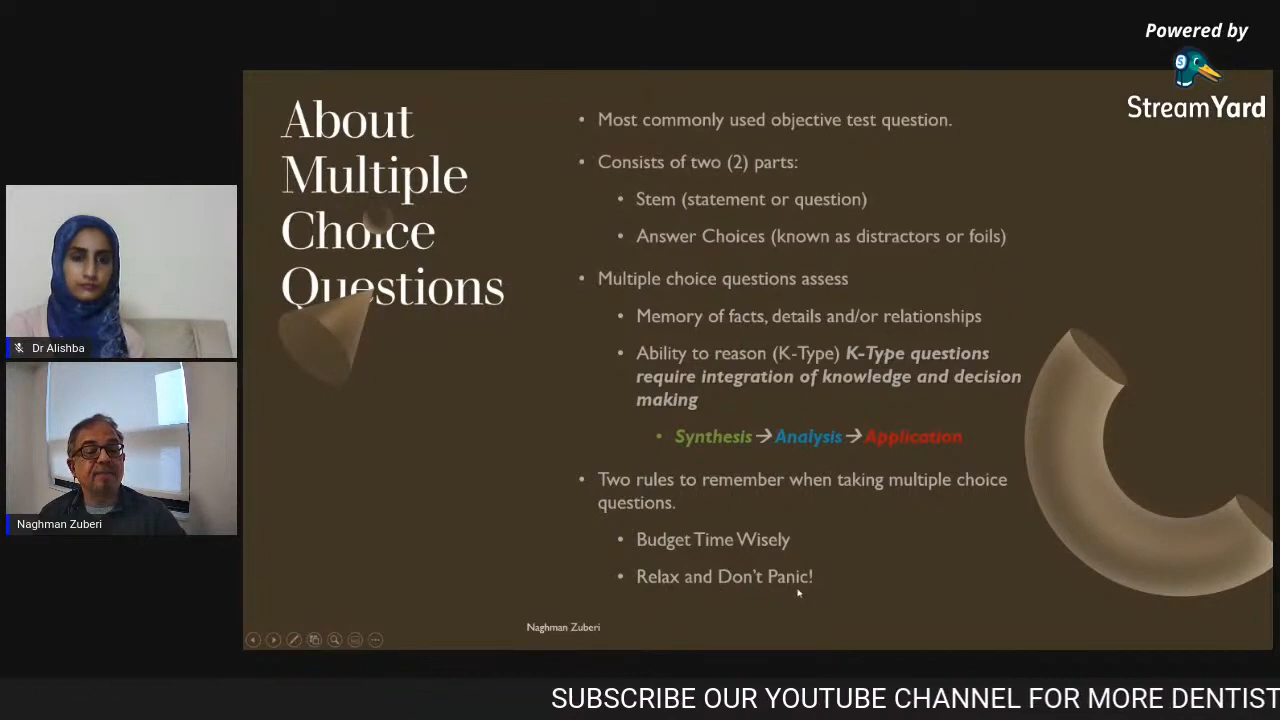 Powered by
StreamYard
About
Multiple
Choice
Questions
• Most commonly used objective test question.
• Consists of two (2) parts:
• Stem (statement or question)
• Answer Choices (known as distractors or foils)
• Multiple choice questions assess
• Memory of facts, details and/or relationships
• Ability to reason (K-Type) K-Type questions
require integration of knowledge and decision
making
• Synthesis→Analysis→Application
• Two rules to remember when taking multiple choice
questions.
• Budget Time Wisely
• Relax and Don't Panic!
Naghman Zuberi
Dr Alishba
Naghman Zuberi
SUBSCRIBE OUR YOUTUBE CHANNEL FOR MORE DENTIST